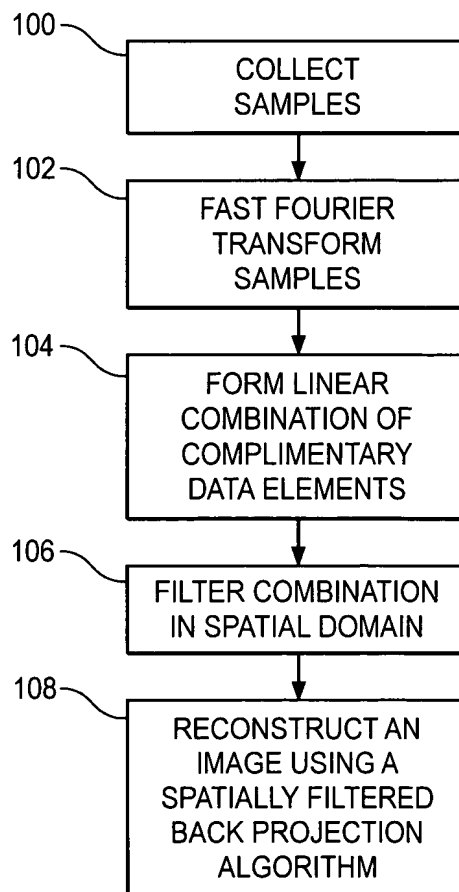 100
COLLECT
SAMPLES
102
FAST FOURIER
TRANSFORM
SAMPLES
104
FORM LINEAR
COMBINATION OF
COMPLIMENTARY
DATA ELEMENTS
106
FILTER COMBINATION
IN SPATIAL DOMAIN
108
RECONSTRUCT AN
IMAGE USING A
SPATIALLY FILTERED
BACK PROJECTION
ALGORITHM